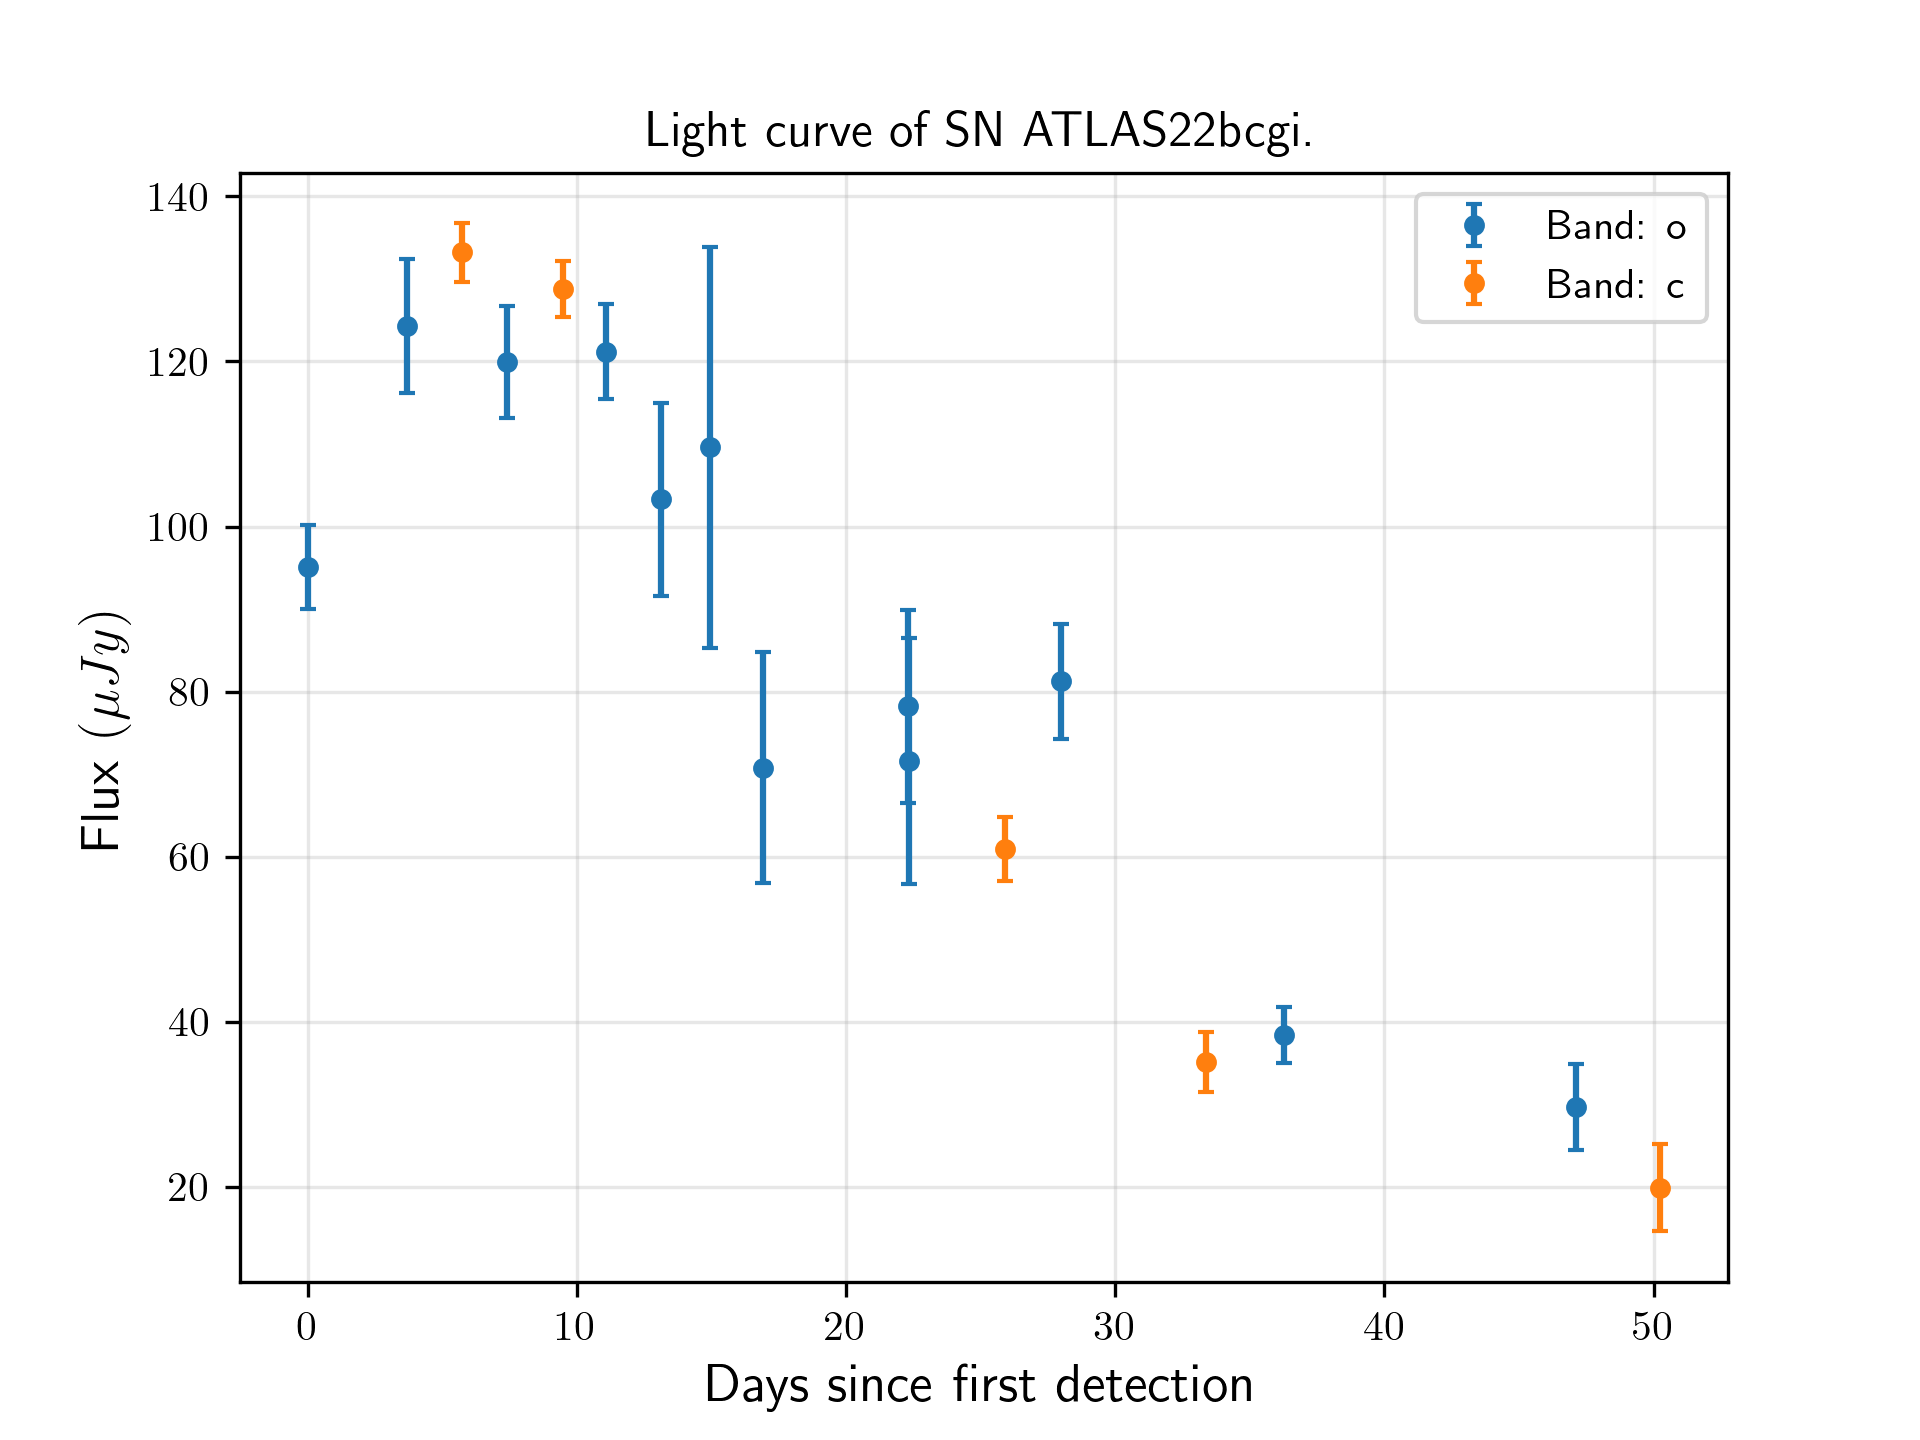 Light curve of SN ATLAS22bcgi.
140
120
100
80
60
40
20
Flux (μJy)
Band: o
Band: c
0 10 20 30 40 50
Days since first detection